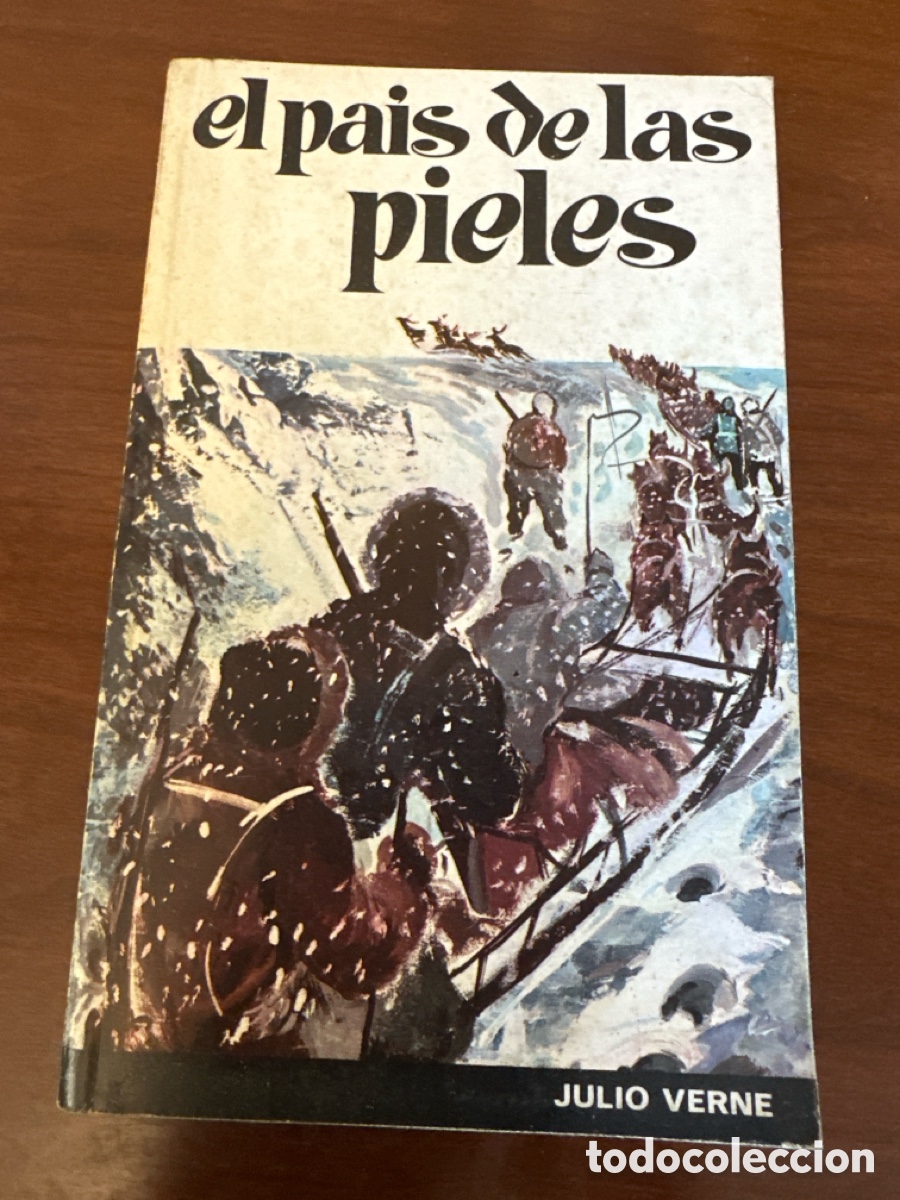 el pais de las
pieles
JULIO VERNE
todocoleccion